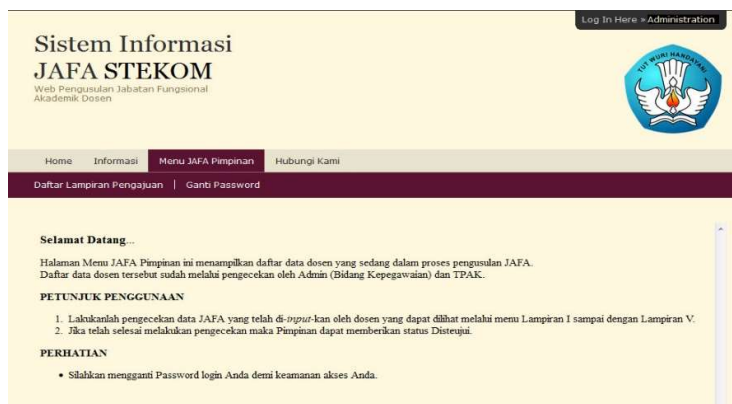 Log In Here » Administration
Sistem Informasi
JAFA STEKOM
Web Pengusulan Jabatan Fungsional
Akademik Dosen
TUT WURI HANDAYANI
Home Informasi Menu JAFA Pimpinan Hubungi Kami
Daftar Lampiran Pengajuan | Ganti Password
Selamat Datang...
Halaman Menu JAFA Pimpinan ini menampilkan daftar data dosen yang sedang dalam proses pengusulan JAFA.
Daftar data dosen tersebut sudah melalui pengecekan oleh Admin (Bidang Kepegawaian) dan TPAK.
PETUNJUK PENGGUNAAN
1. Lakukanlah pengecekan data JAFA yang telah di-input-kan oleh dosen yang dapat dilihat melalui menu Lampiran I sampai dengan Lampiran V.
2. Jika telah selesai melakukan pengecekan maka Pimpinan dapat memberikan status Disteujui.
PERHATIAN
• Silahkan mengganti Password login Anda demi keamanan akses Anda.